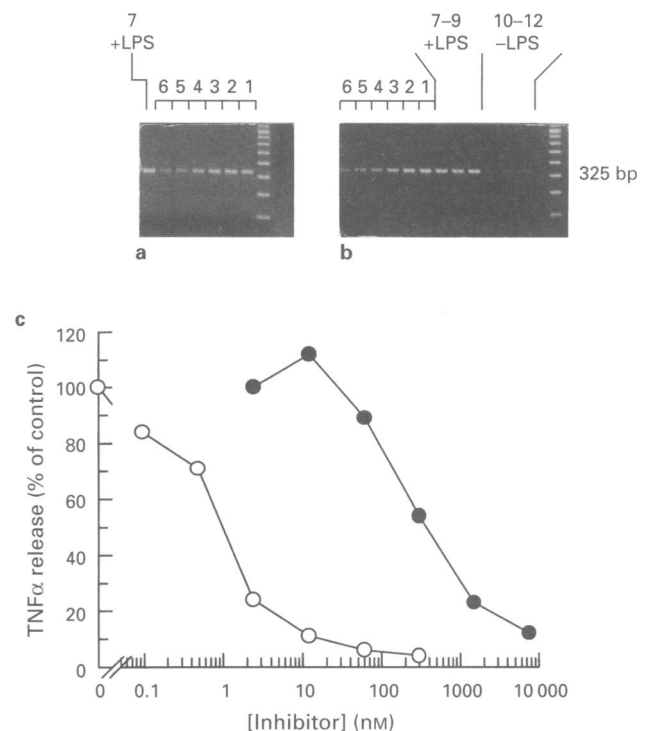 7
+LPS
7–9
+LPS
10–12
–LPS
6 5 4 3 2 1
6 5 4 3 2 1
325 bp
a
b
c
TNFα release (% of control)
120
100
80
60
40
20
0
0 0.1 1 10 100 1000 10 000
[Inhibitor] (nM)